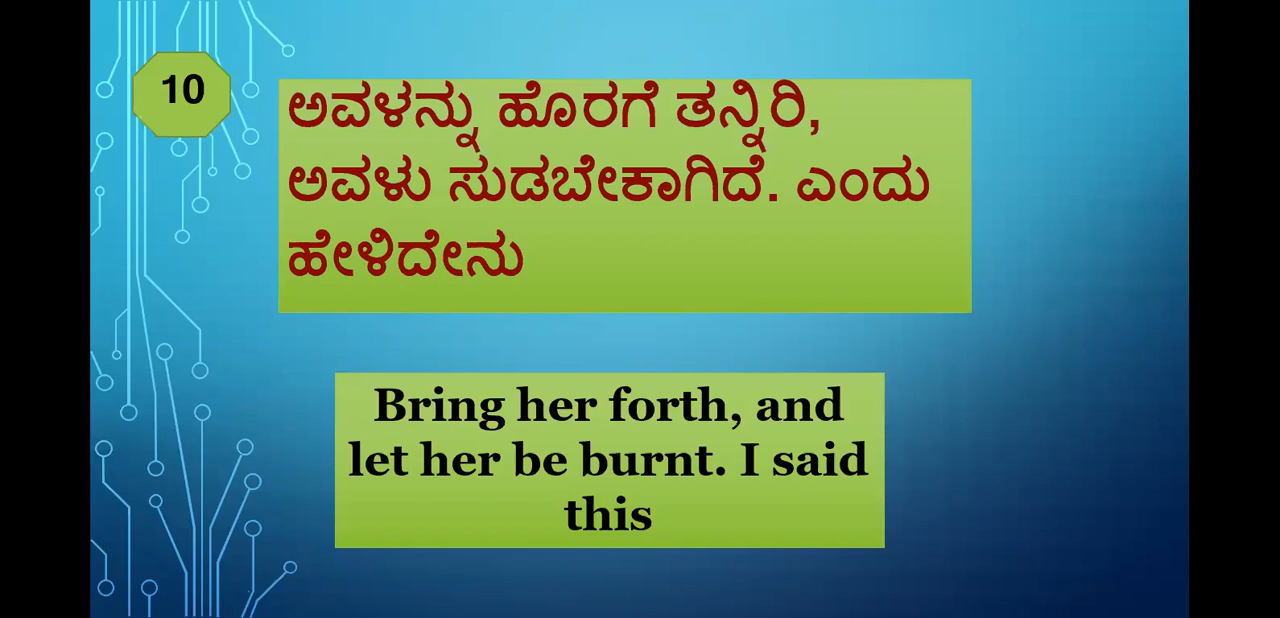 10
ಅವಳನ್ನು ಹೊರಗೆ ತನ್ನಿರಿ,
ಅವಳು ಸುಡಬೇಕಾಗಿದೆ. ಎಂದು
ಹೇಳಿದೇನು
Bring her forth, and
let her be burnt. I said
this